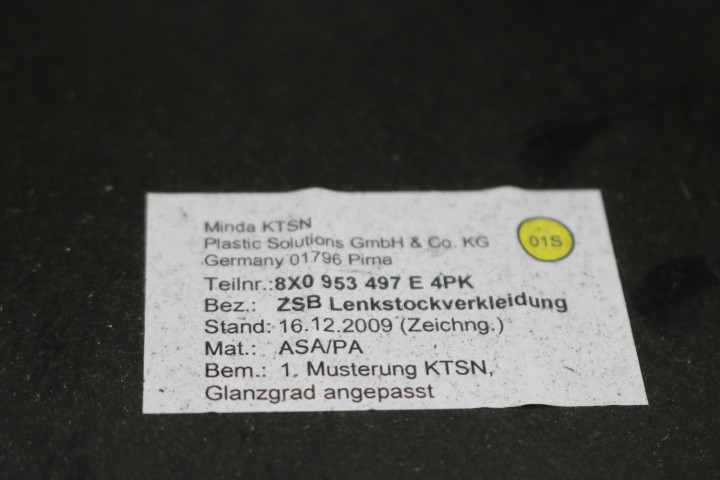 Minda KTSN
Plastic Solutions GmbH & Co. KG
Germany 01796 Pirna
01S
Teilnr.:8X0 953 497 E 4PK
Bez.: ZSB Lenkstockverkleidung
Stand: 16.12.2009 (Zeichng.)
Mat.: ASA/PA
Bem.: 1. Musterung KTSN,
Glanzgrad angepasst